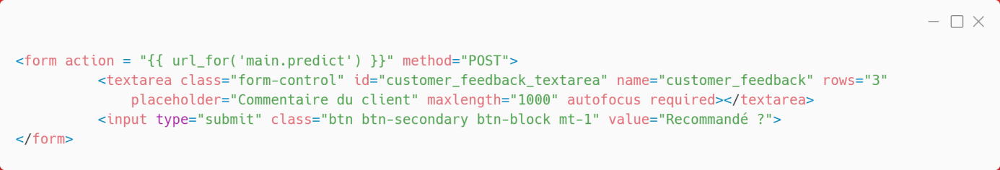 <form action = "{{ url_for('main.predict') }}" method="POST">
<textarea class="form-control" id="customer_feedback_textarea" name="customer_feedback" rows="3"
placeholder="Commentaire du client" maxlength="1000" autofocus required></textarea>
<input type="submit" class="btn btn-secondary btn-block mt-1" value="Recommandé ?">
</form>